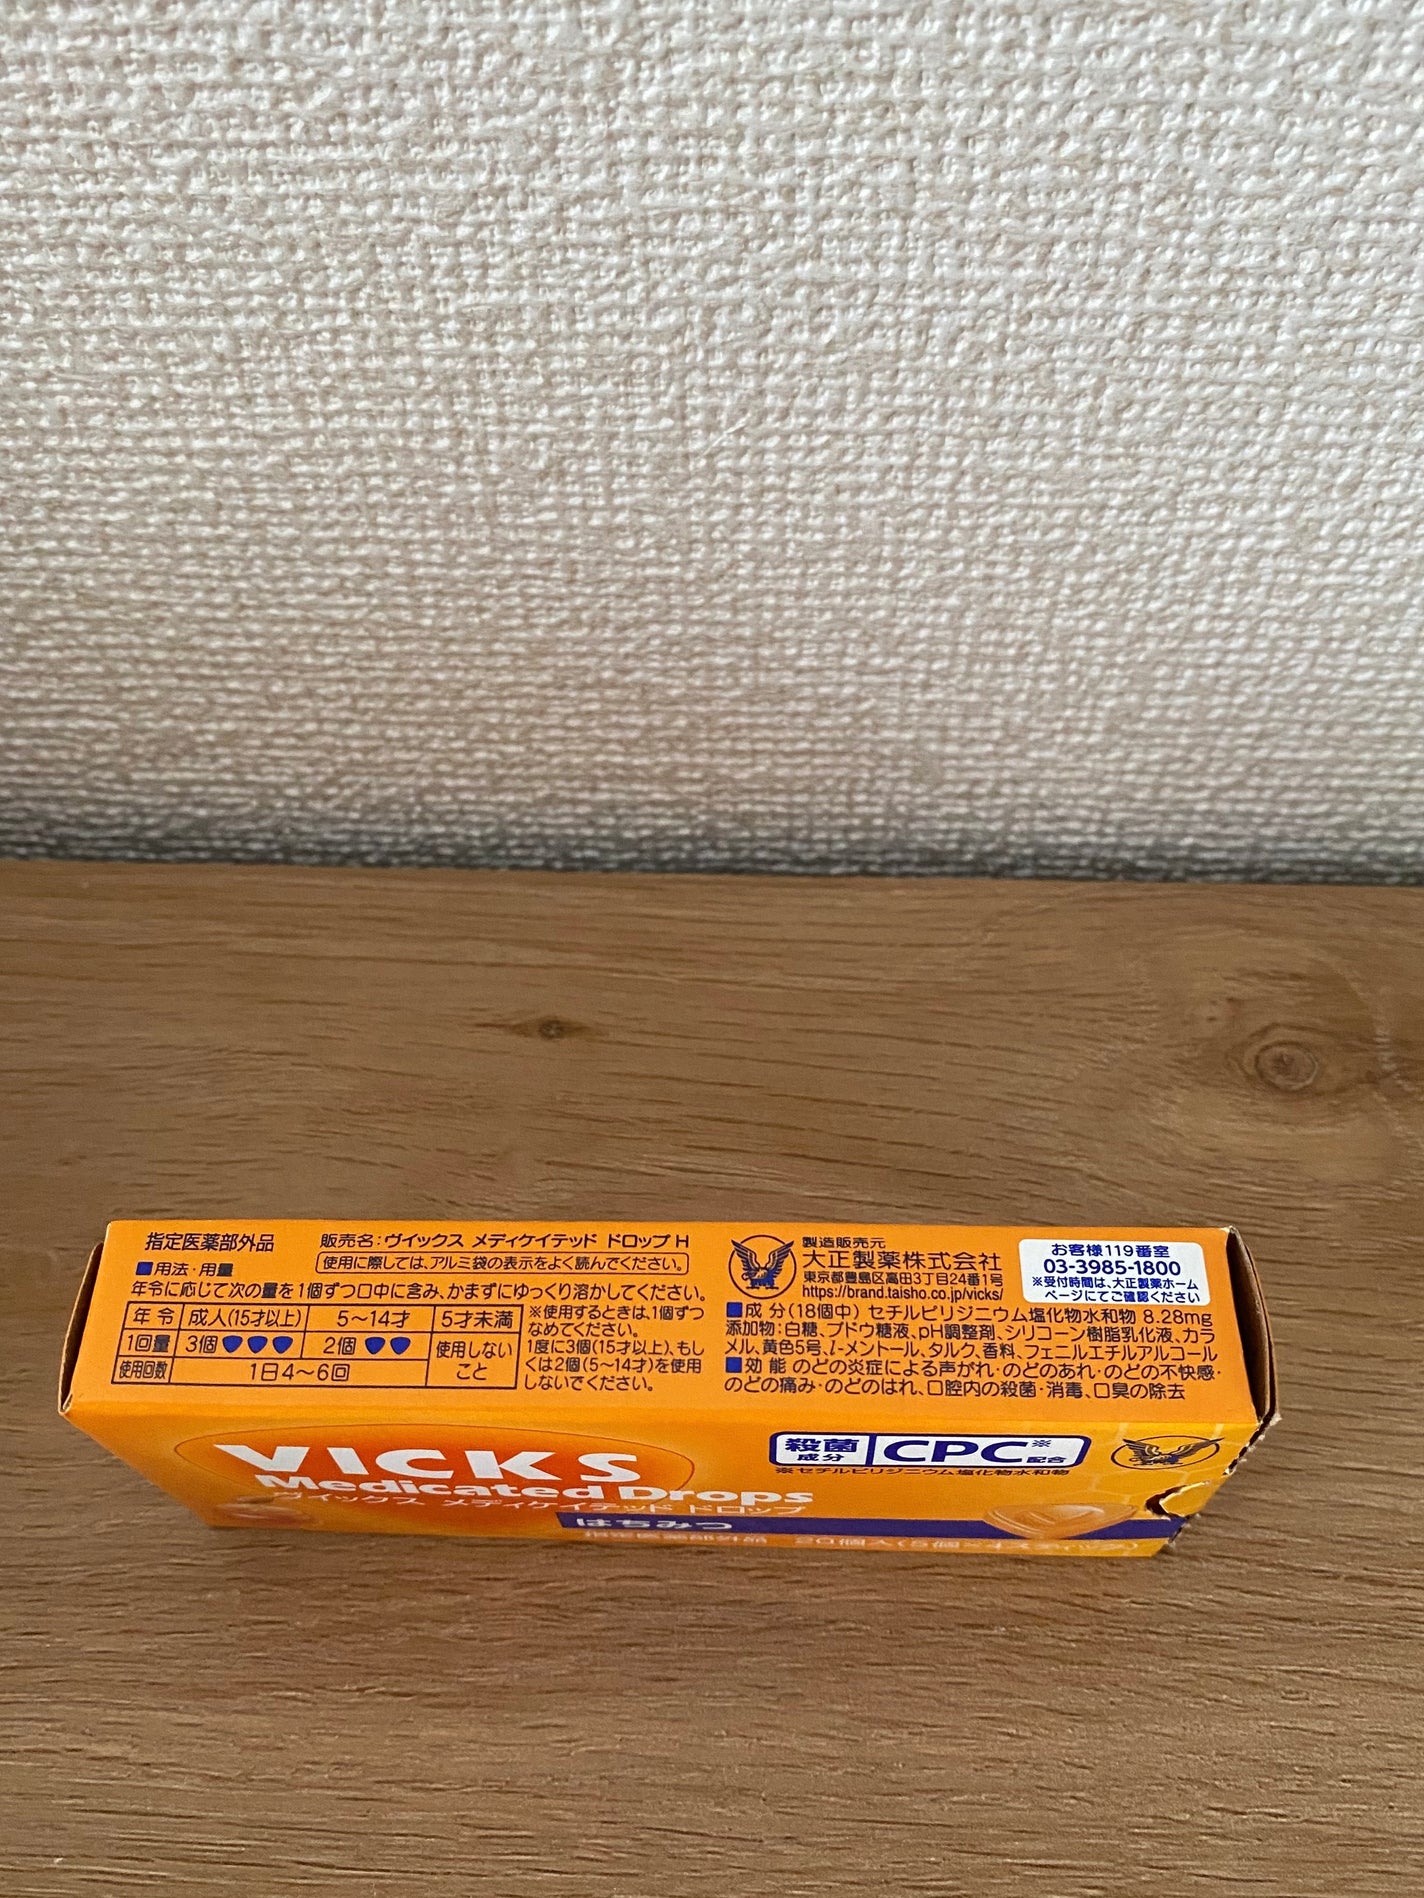 指定医薬部外品
販売名：ヴイックス メディケイテッド ドロップH
使用に際しては、アルミ袋の表示をよく読んでください。
■用法・用量
年令に応じて次の量を1個ずつ口中に含み、かまずにゆっくり溶かしてください。
年令 成人(15才以上) 5〜14才 5才未満
1回量 3個 2個 使用しない
こと
使用回数 1日4〜6回
※使用するときは、1個ずつ
なめてください。
1度に3個(15才以上)、もし
くは2個(5〜14才)を使用
しないでください。
製造販売元
大正製薬株式会社
東京都豊島区高田3丁目24番1号
https://brand.taisho.co.jp/vicks/
お客様119番室
03-3985-1800
※受付時間は、大正製薬ホーム
ページにてご確認ください
■成分(18個中) セチルピリジニウム塩化物水和物 8.28mg
添加物：白糖、ブドウ糖液、pH調整剤、シリコーン樹脂乳化液、カラ
メル、黄色5号、l-メントール、タルク、香料、フェニルエチルアルコール
■効能 のどの炎症による声がれ・のどのあれ・のどの不快感・
のどの痛み・のどのはれ、口腔内の殺菌・消毒、口臭の除去
VICKS
Medicated Drops
ヴイックス メディケイテッド ドロップ
はちみつ
指定医薬部外品 20個入(5個×4スティック)
殺菌
成分
CPC※
配合
※セチルピリジニウム塩化物水和物